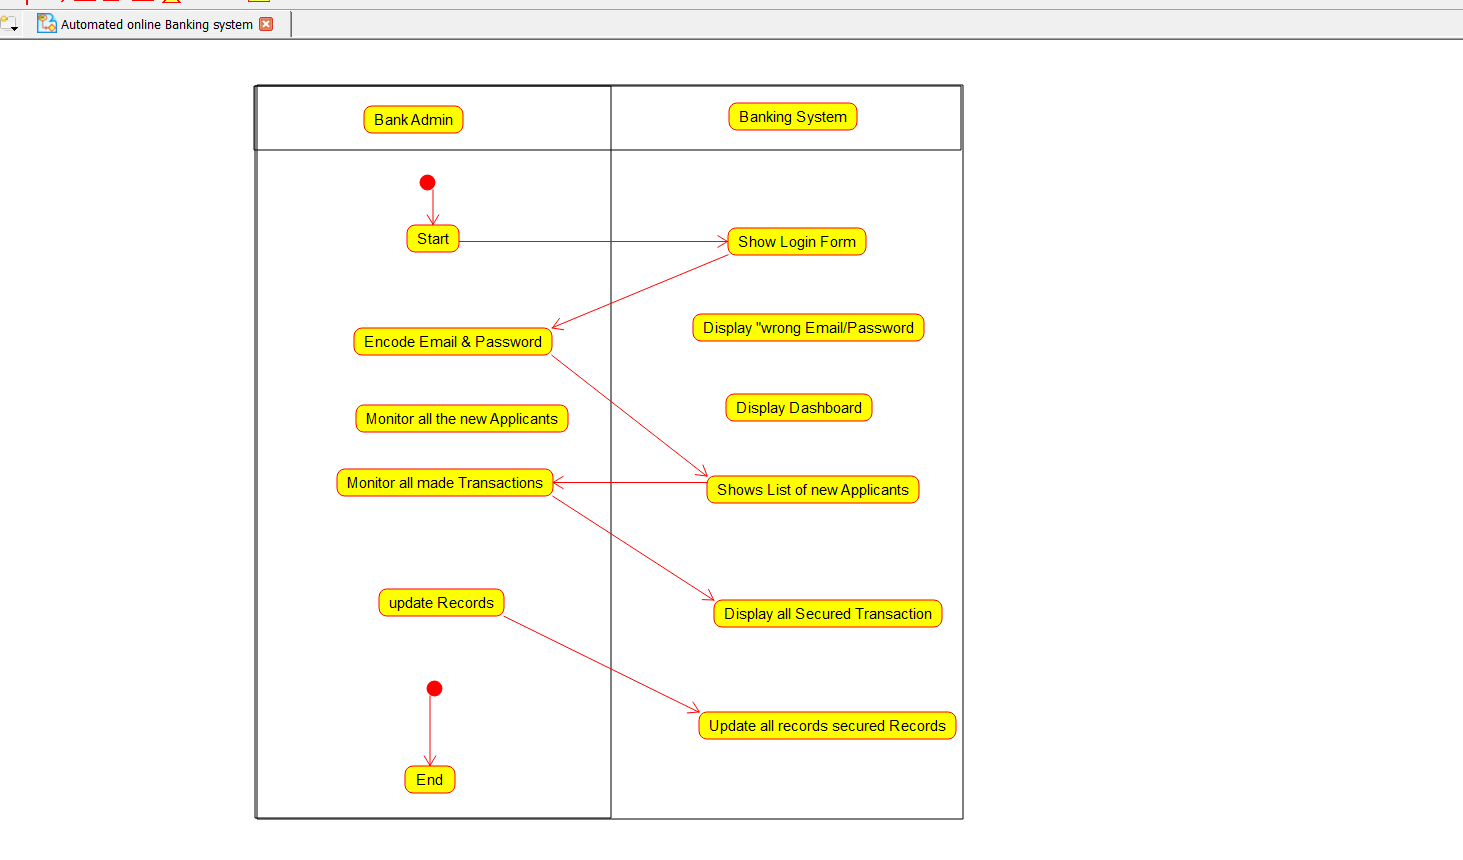 Automated online Banking system
Bank Admin
Banking System
Start
Show Login Form
Display "wrong Email/Password
Encode Email & Password
Display Dashboard
Monitor all the new Applicants
Monitor all made Transactions
Shows List of new Applicants
update Records
Display all Secured Transaction
Update all records secured Records
End